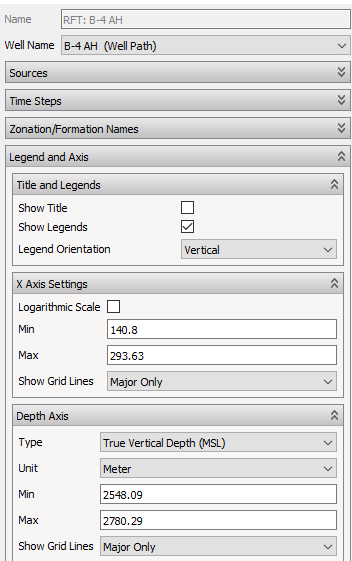 Name RFT: B-4 AH
Well Name B-4 AH (Well Path)
Sources
Time Steps
Zonation/Formation Names
Legend and Axis
Title and Legends
Show Title
Show Legends
Legend Orientation Vertical
X Axis Settings
Logarithmic Scale
Min 140.8
Max 293.63
Show Grid Lines Major Only
Depth Axis
Type True Vertical Depth (MSL)
Unit Meter
Min 2548.09
Max 2780.29
Show Grid Lines Major Only